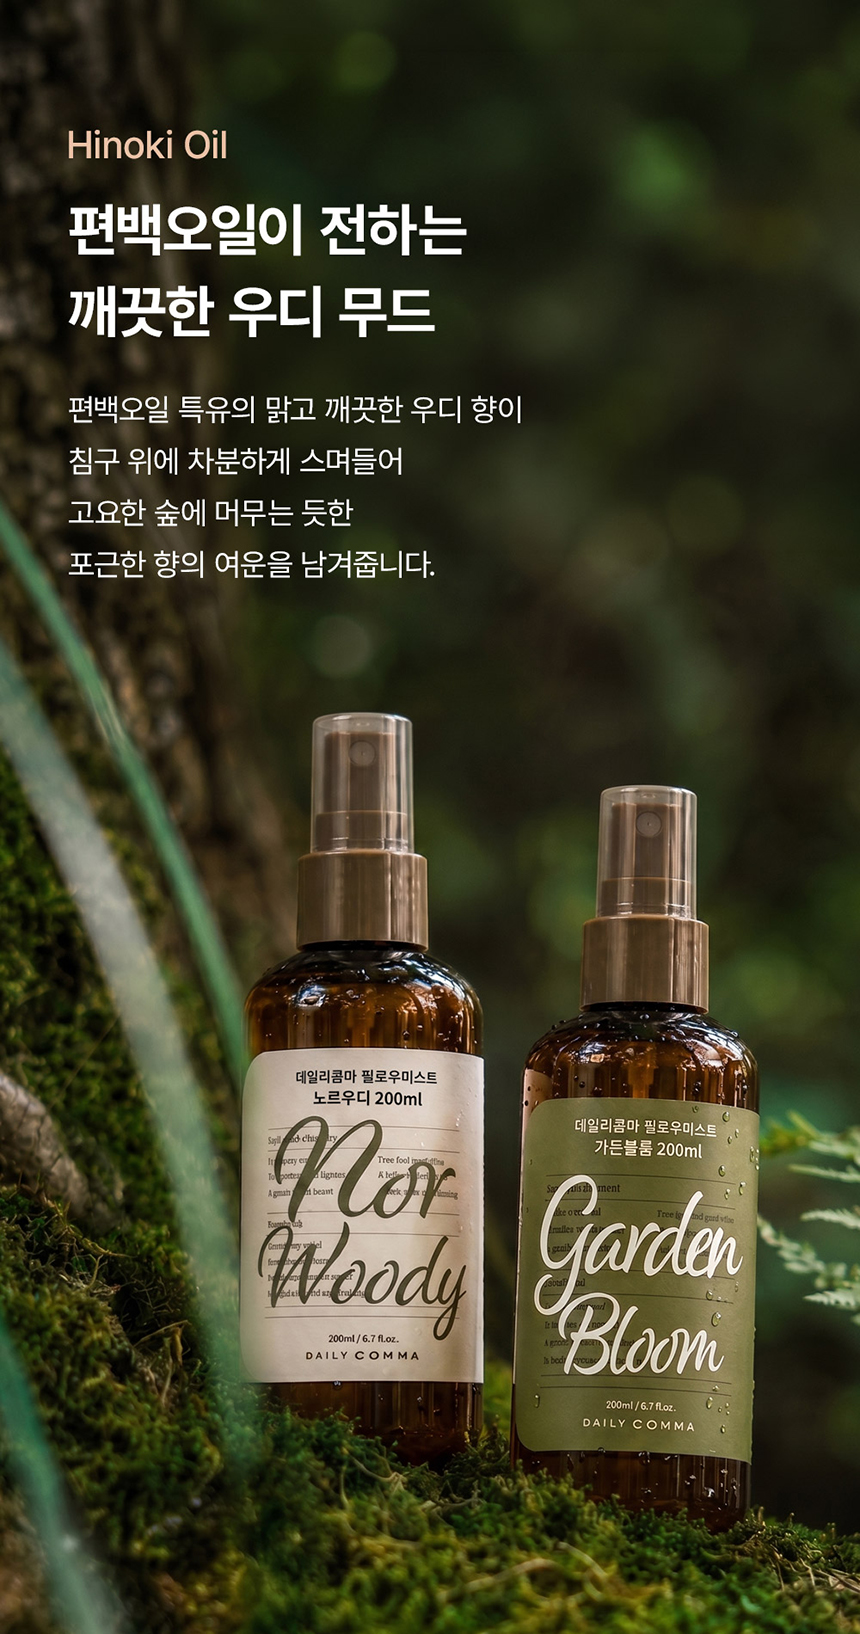 Hinoki Oil
편백오일이 전하는
깨끗한 우디 무드
편백오일 특유의 맑고 깨끗한 우디 향이
침구 위에 차분하게 스며들어
고요한 숲에 머무는 듯한
포근한 향의 여운을 남겨줍니다.
데일리콤마 필로우미스트
노르우디 200ml
Nor
Woody
200ml / 6.7 fl.oz.
DAILY COMMA
데일리콤마 필로우미스트
가든블룸 200ml
Garden
Bloom
200ml / 6.7 fl.oz.
DAILY COMMA